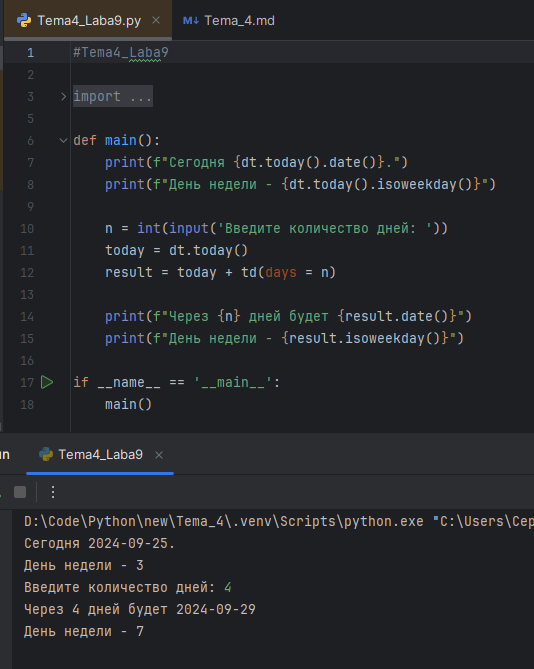 Tema4_Laba9.py
Tema_4.md
1 #Tema4_Laba9
2
3 import ...
5
6 def main():
7 print(f"Сегодня {dt.today().date()}.")
8 print(f"День недели - {dt.today().isoweekday()}")
9
10 n = int(input('Введите количество дней: '))
11 today = dt.today()
12 result = today + td(days = n)
13
14 print(f"Через {n} дней будет {result.date()}")
15 print(f"День недели - {result.isoweekday()}")
16
17 if __name__ == '__main__':
18 main()
Tema4_Laba9
D:\Code\Python\new\Tema_4\.venv\Scripts\python.exe "C:\Users\Сер
Сегодня 2024-09-25.
День недели - 3
Введите количество дней: 4
Через 4 дней будет 2024-09-29
День недели - 7